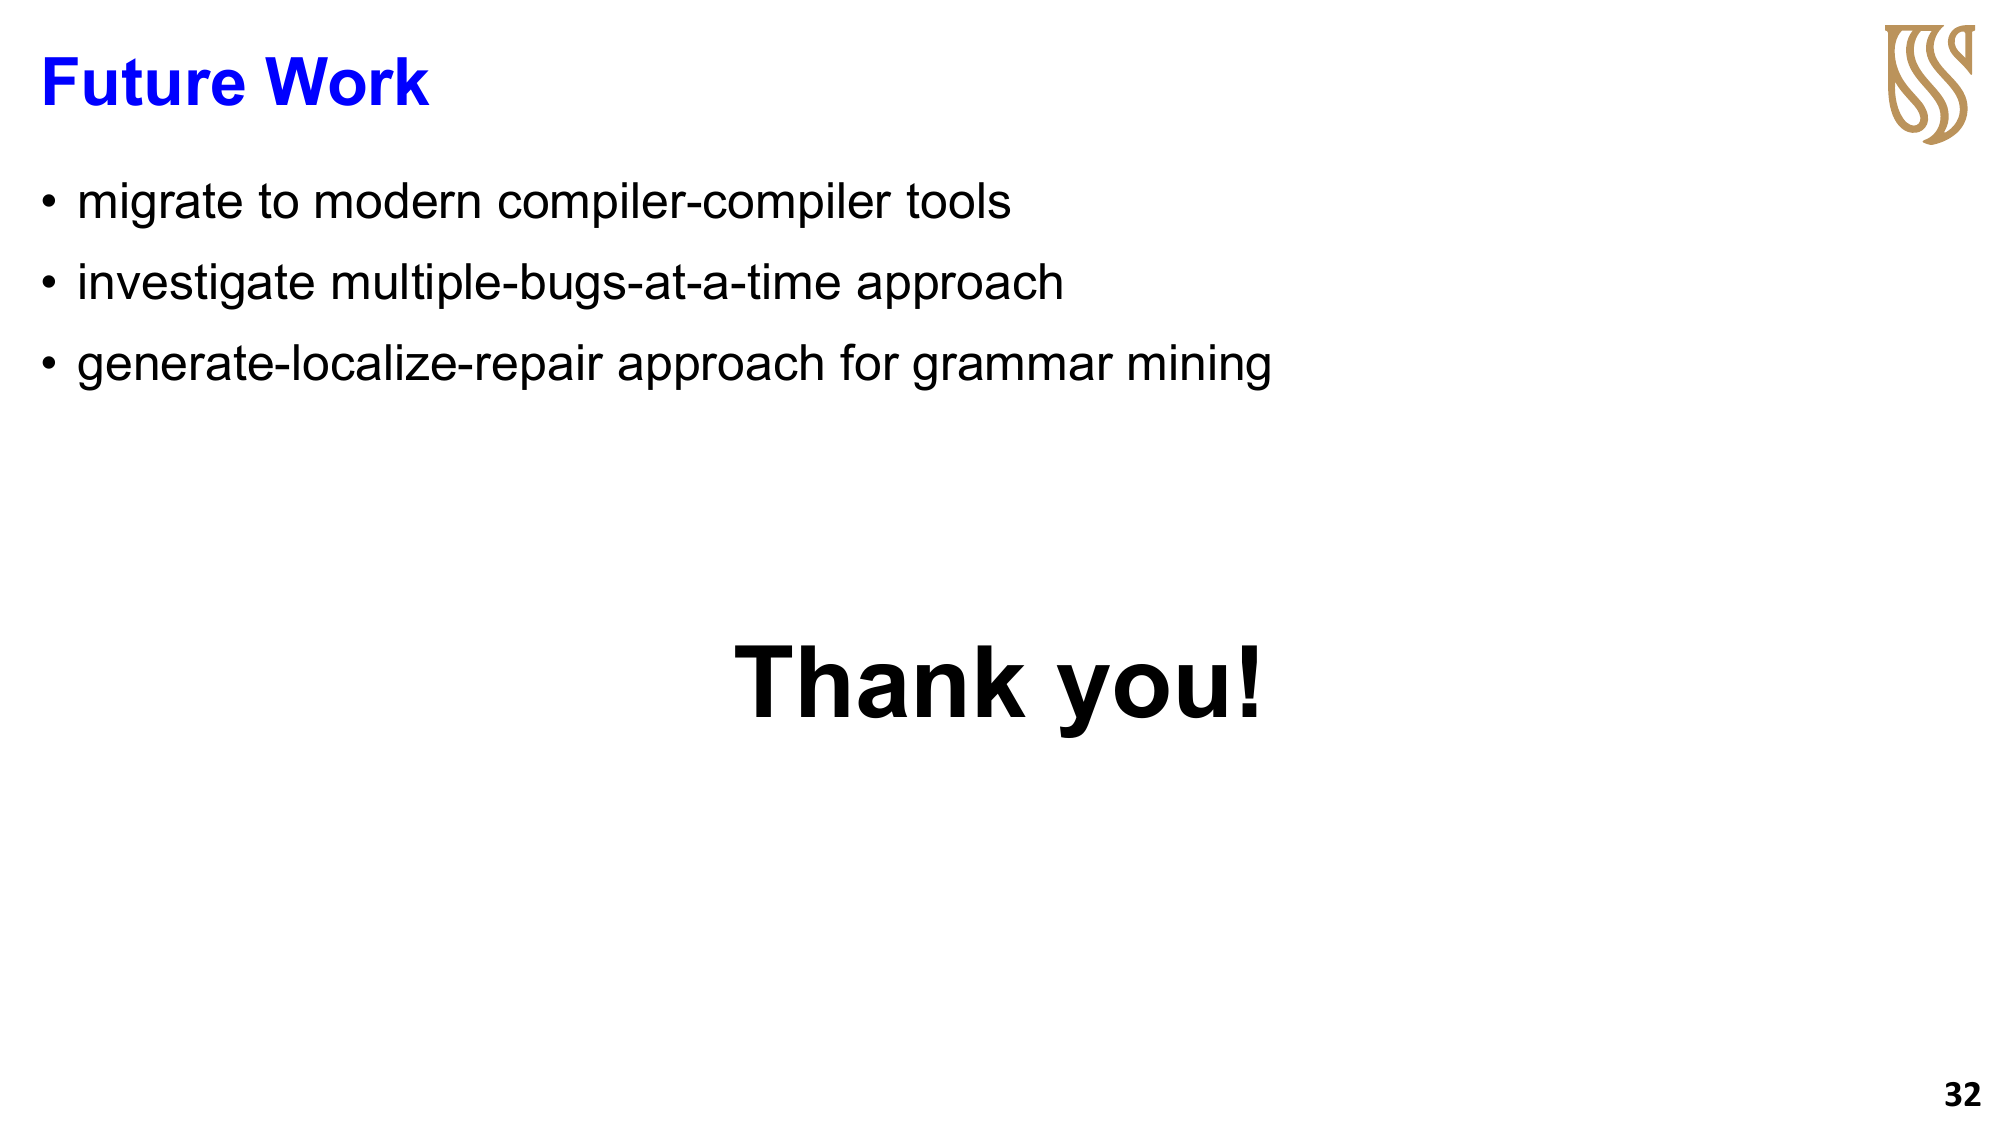 Future Work
• migrate to modern compiler-compiler tools
• investigate multiple-bugs-at-a-time approach
• generate-localize-repair approach for grammar mining
Thank you!
32